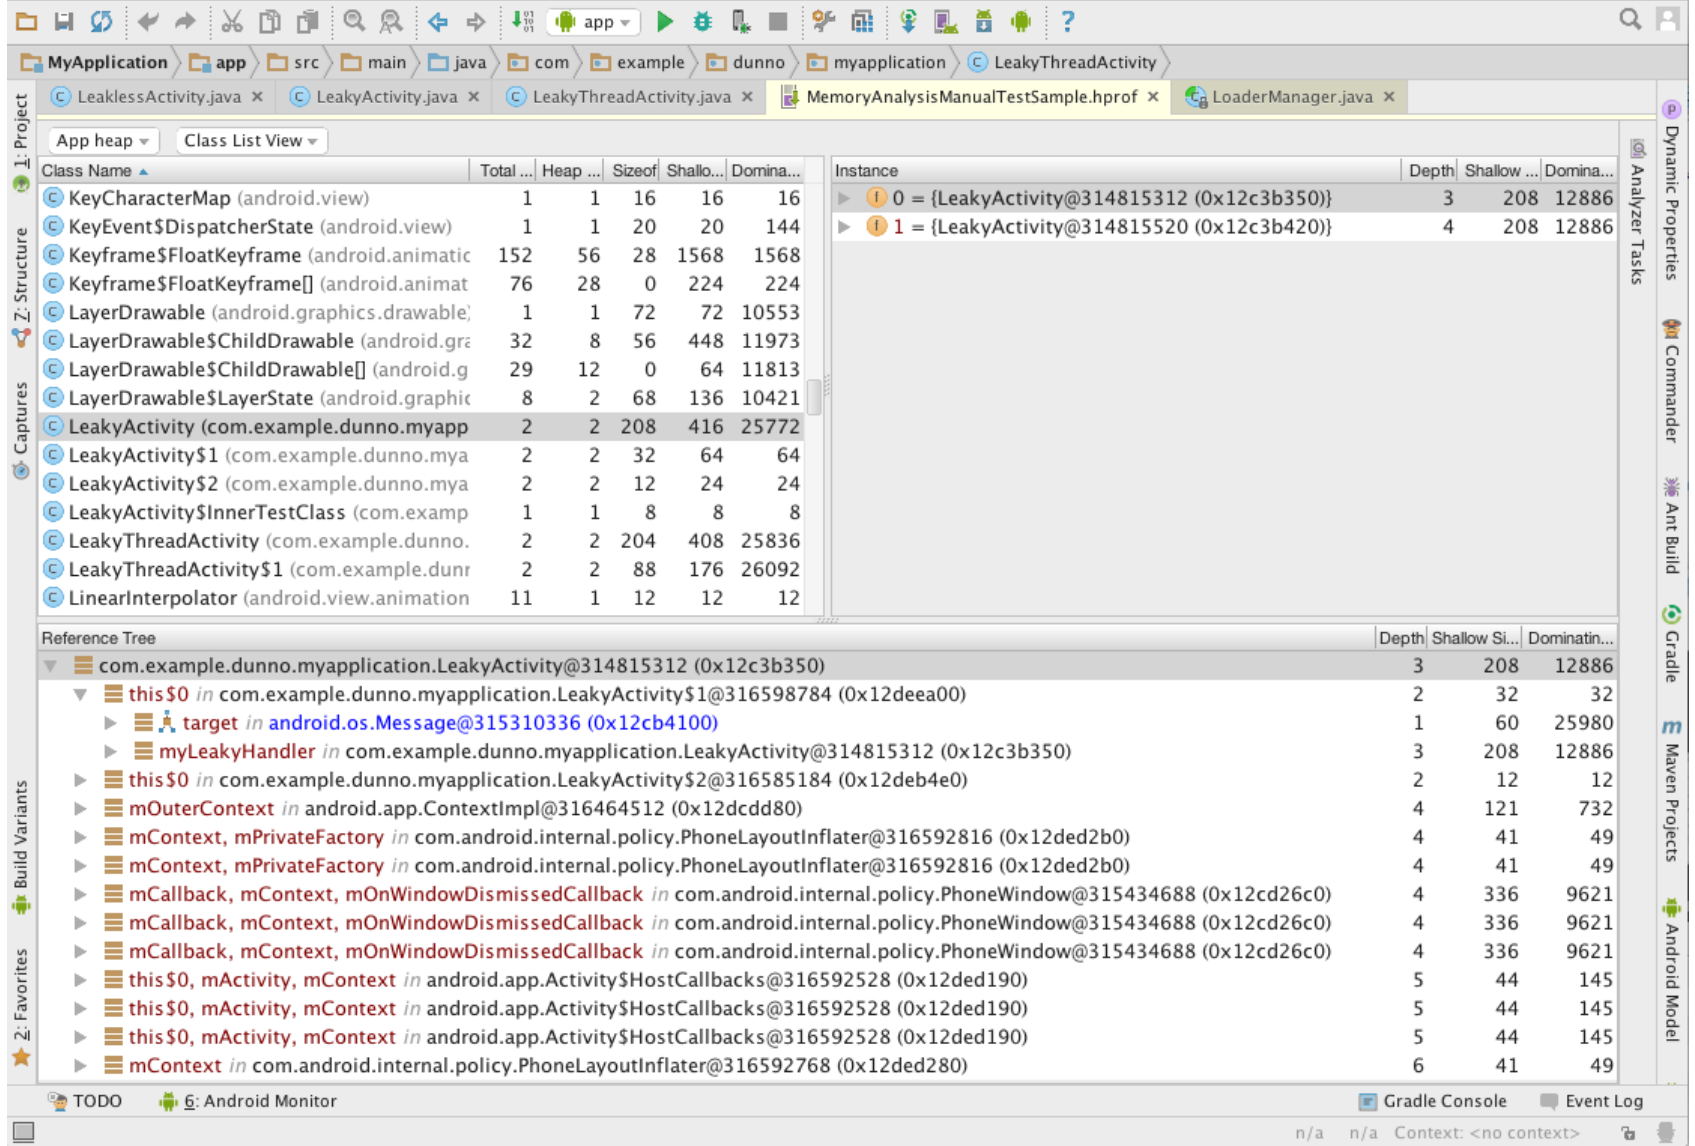 app
MyApplication app src main java com example dunno myapplication LeakyThreadActivity
LeaklessActivity.java LeakyActivity.java LeakyThreadActivity.java MemoryAnalysisManualTestSample.hprof LoaderManager.java
App heap Class List View
Class Name Total ... Heap ... Sizeof Shallo... Domina...
KeyCharacterMap (android.view) 1 1 16 16 16
KeyEvent$DispatcherState (android.view) 1 1 20 20 144
Keyframe$FloatKeyframe (android.animatic 152 56 28 1568 1568
Keyframe$FloatKeyframe[] (android.animat 76 28 0 224 224
LayerDrawable (android.graphics.drawable) 1 1 72 72 10553
LayerDrawable$ChildDrawable (android.gra 32 8 56 448 11973
LayerDrawable$ChildDrawable[] (android.g 29 12 0 64 11813
LayerDrawable$LayerState (android.graphic 8 2 68 136 10421
LeakyActivity (com.example.dunno.myapp 2 2 208 416 25772
LeakyActivity$1 (com.example.dunno.mya 2 2 32 64 64
LeakyActivity$2 (com.example.dunno.mya 2 2 12 24 24
LeakyActivity$InnerTestClass (com.examp 1 1 8 8 8
LeakyThreadActivity (com.example.dunno. 2 2 204 408 25836
LeakyThreadActivity$1 (com.example.dunr 2 2 88 176 26092
LinearInterpolator (android.view.animation 11 1 12 12 12
Instance Depth Shallow ... Domina...
0 = {LeakyActivity@314815312 (0x12c3b350)} 3 208 12886
1 = {LeakyActivity@314815520 (0x12c3b420)} 4 208 12886
Reference Tree Depth Shallow Si... Dominatin...
com.example.dunno.myapplication.LeakyActivity@314815312 (0x12c3b350) 3 208 12886
this$0 in com.example.dunno.myapplication.LeakyActivity$1@316598784 (0x12deea00) 2 32 32
target in android.os.Message@315310336 (0x12cb4100) 1 60 25980
myLeakyHandler in com.example.dunno.myapplication.LeakyActivity@314815312 (0x12c3b350) 3 208 12886
this$0 in com.example.dunno.myapplication.LeakyActivity$2@316585184 (0x12deb4e0) 2 12 12
mOuterContext in android.app.ContextImpl@316464512 (0x12dcdd80) 4 121 732
mContext, mPrivateFactory in com.android.internal.policy.PhoneLayoutInflater@316592816 (0x12ded2b0) 4 41 49
mContext, mPrivateFactory in com.android.internal.policy.PhoneLayoutInflater@316592816 (0x12ded2b0) 4 41 49
mCallback, mContext, mOnWindowDismissedCallback in com.android.internal.policy.PhoneWindow@315434688 (0x12cd26c0) 4 336 9621
mCallback, mContext, mOnWindowDismissedCallback in com.android.internal.policy.PhoneWindow@315434688 (0x12cd26c0) 4 336 9621
mCallback, mContext, mOnWindowDismissedCallback in com.android.internal.policy.PhoneWindow@315434688 (0x12cd26c0) 4 336 9621
this$0, mActivity, mContext in android.app.Activity$HostCallbacks@316592528 (0x12ded190) 5 44 145
this$0, mActivity, mContext in android.app.Activity$HostCallbacks@316592528 (0x12ded190) 5 44 145
this$0, mActivity, mContext in android.app.Activity$HostCallbacks@316592528 (0x12ded190) 5 44 145
mContext in com.android.internal.policy.PhoneLayoutInflater@316592768 (0x12ded280) 6 41 49
1: Project
Z: Structure
Captures
Build Variants
2: Favorites
Analyzer Tasks
Dynamic Properties
Commander
Ant Build
Gradle
Maven Projects
Android Model
TODO 6: Android Monitor Gradle Console Event Log
n/a n/a Context: <no context>